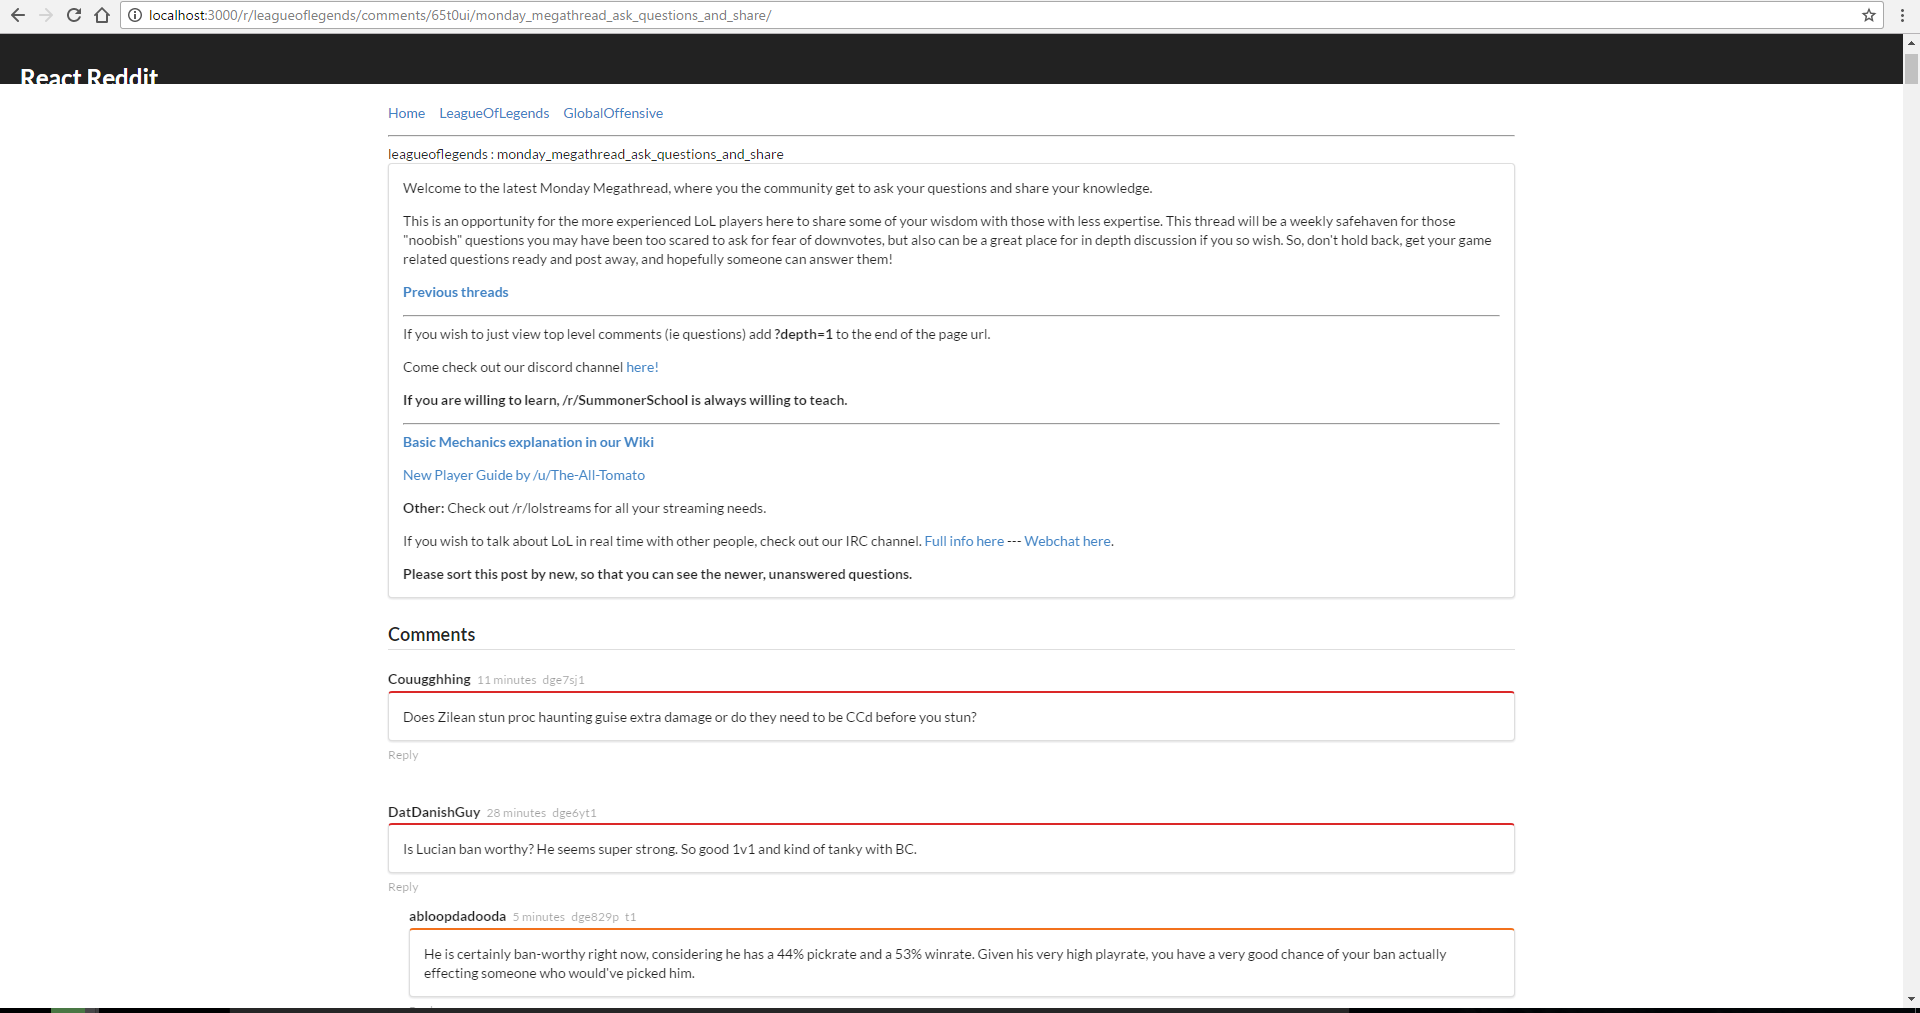 localhost:3000/r/leagueoflegends/comments/65t0ui/monday_megathread_ask_questions_and_share/
React Reddit
Home LeagueOfLegends GlobalOffensive
leagueoflegends : monday_megathread_ask_questions_and_share
Welcome to the latest Monday Megathread, where you the community get to ask your questions and share your knowledge.
This is an opportunity for the more experienced LoL players here to share some of your wisdom with those with less expertise. This thread will be a weekly safehaven for those
"noobish" questions you may have been too scared to ask for fear of downvotes, but also can be a great place for in depth discussion if you so wish. So, don't hold back, get your game
related questions ready and post away, and hopefully someone can answer them!
Previous threads
If you wish to just view top level comments (ie questions) add ?depth=1 to the end of the page url.
Come check out our discord channel here!
If you are willing to learn, /r/SummonerSchool is always willing to teach.
Basic Mechanics explanation in our Wiki
New Player Guide by /u/The-All-Tomato
Other: Check out /r/lolstreams for all your streaming needs.
If you wish to talk about LoL in real time with other people, check out our IRC channel. Full info here --- Webchat here.
Please sort this post by new, so that you can see the newer, unanswered questions.
Comments
Couugghhing 11 minutes dge7sj1
Does Zilean stun proc haunting guise extra damage or do they need to be CCd before you stun?
Reply
DatDanishGuy 28 minutes dge6yt1
Is Lucian ban worthy? He seems super strong. So good 1v1 and kind of tanky with BC.
Reply
abloopdadooda 5 minutes dge829p t1
He is certainly ban-worthy right now, considering he has a 44% pickrate and a 53% winrate. Given his very high playrate, you have a very good chance of your ban actually
effecting someone who would've picked him.